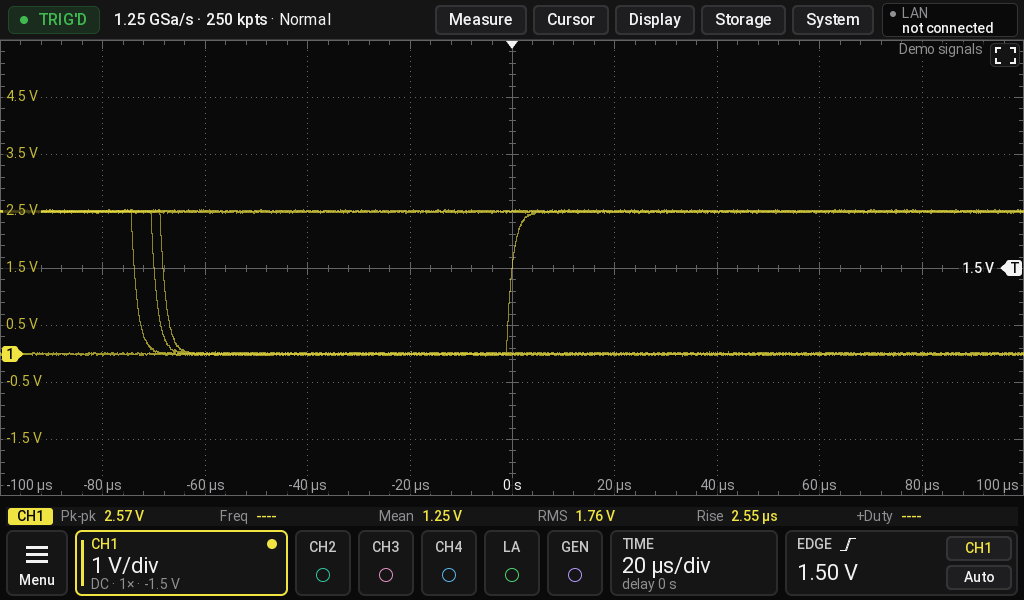 TRIG'D 1.25 GSa/s · 250 kpts · Normal Measure Cursor Display Storage System LAN
not connected
Demo signals
4.5 V
3.5 V
2.5 V
1.5 V 1.5 V T
0.5 V
1
-0.5 V
-1.5 V
-100 µs -80 µs -60 µs -40 µs -20 µs 0 s 20 µs 40 µs 60 µs 80 µs 100 µs
CH1 Pk-pk 2.57 V Freq ---- Mean 1.25 V RMS 1.76 V Rise 2.55 µs +Duty ----
Menu
CH1
1 V/div
DC · 1× · -1.5 V
CH2 CH3 CH4 LA GEN
TIME
20 µs/div
delay 0 s
EDGE
1.50 V
CH1
Auto